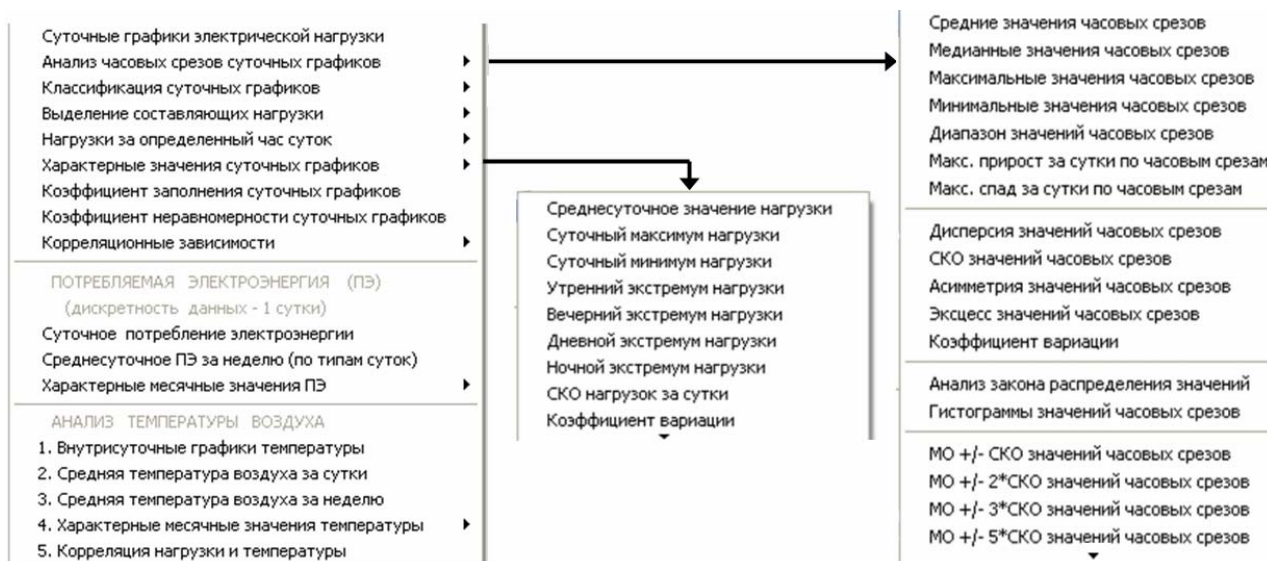 Суточные графики электрической нагрузки
Анализ часовых срезов суточных графиков
Классификация суточных графиков
Выделение составляющих нагрузки
Нагрузки за определенный час суток
Характерные значения суточных графиков
Коэффициент заполнения суточных графиков
Коэффициент неравномерности суточных графиков
Корреляционные зависимости
ПОТРЕБЛЯЕМАЯ ЭЛЕКТРОЭНЕРГИЯ (ПЭ)
(дискретность данных - 1 сутки)
Суточное потребление электроэнергии
Среднесуточное ПЭ за неделю (по типам суток)
Характерные месячные значения ПЭ
АНАЛИЗ ТЕМПЕРАТУРЫ ВОЗДУХА
1. Внутрисуточные графики температуры
2. Средняя температура воздуха за сутки
3. Средняя температура воздуха за неделю
4. Характерные месячные значения температуры
5. Корреляция нагрузки и температуры
Среднесуточное значение нагрузки
Суточный максимум нагрузки
Суточный минимум нагрузки
Утренний экстремум нагрузки
Вечерний экстремум нагрузки
Дневной экстремум нагрузки
Ночной экстремум нагрузки
СКО нагрузок за сутки
Коэффициент вариации
Средние значения часовых срезов
Медианные значения часовых срезов
Максимальные значения часовых срезов
Минимальные значения часовых срезов
Диапазон значений часовых срезов
Макс. прирост за сутки по часовым срезам
Макс. спад за сутки по часовым срезам
Дисперсия значений часовых срезов
СКО значений часовых срезов
Асимметрия значений часовых срезов
Эксцесс значений часовых срезов
Коэффициент вариации
Анализ закона распределения значений
Гистограммы значений часовых срезов
МО +/- СКО значений часовых срезов
МО +/- 2*СКО значений часовых срезов
МО +/- 3*СКО значений часовых срезов
МО +/- 5*СКО значений часовых срезов